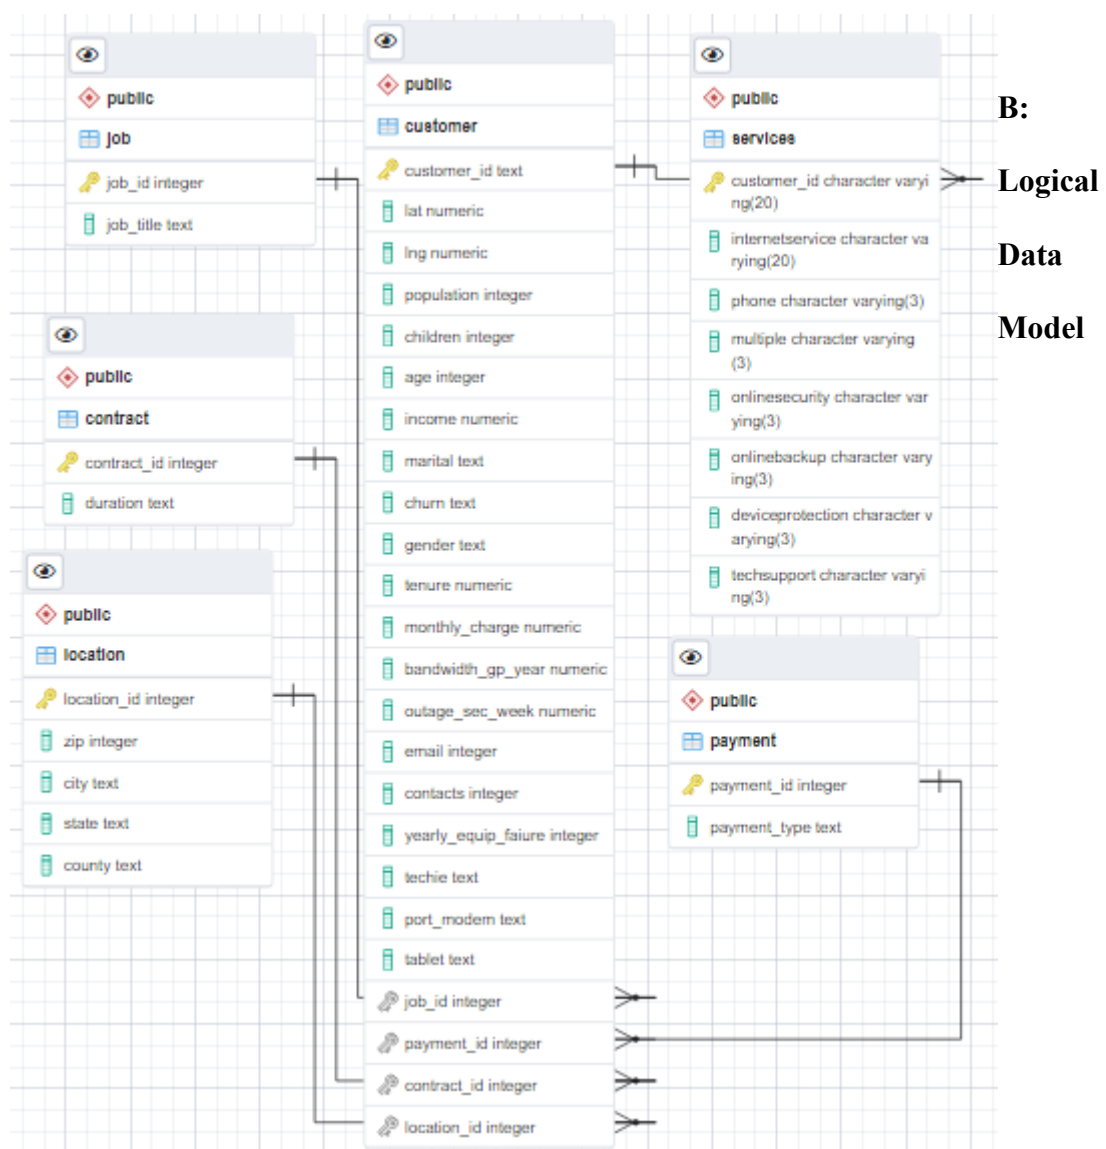 public
job
job_id integer
job_title text
public
contract
contract_id integer
duration text
public
location
location_id integer
zip integer
city text
state text
county text
public
customer
customer_id text
lat numeric
lng numeric
population integer
children integer
age integer
income numeric
marital text
churn text
gender text
tenure numeric
monthly_charge numeric
bandwidth_gp_year numeric
outage_sec_week numeric
email integer
contacts integer
yearly_equip_faiure integer
techie text
port_modem text
tablet text
job_id integer
payment_id integer
contract_id integer
location_id integer
public
services
customer_id character varyi
ng(20)
internetservice character va
rying(20)
phone character varying(3)
multiple character varying
(3)
onlinesecurity character var
ying(3)
onlinebackup character vary
ing(3)
deviceprotection character v
arying(3)
techsupport character varyi
ng(3)
public
payment
payment_id integer
payment_type text
B:
Logical
Data
Model